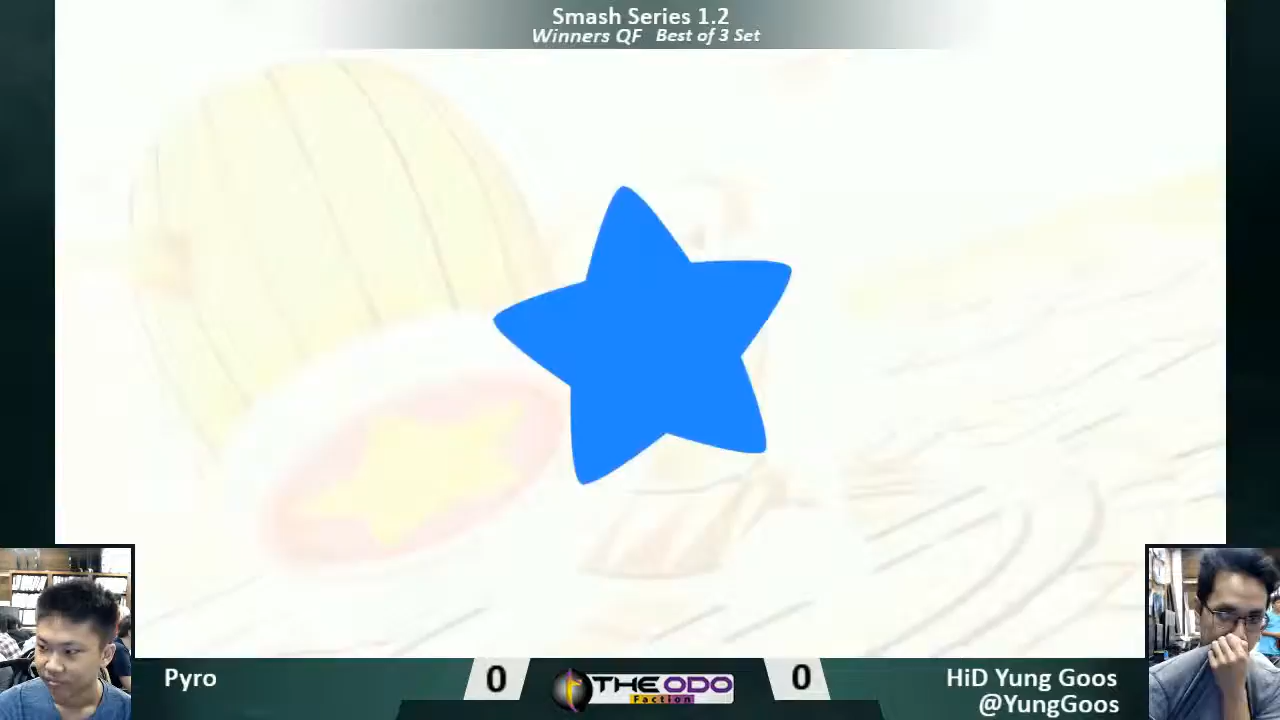 Smash Series 1.2
Winners QF Best of 3 Set
Pyro
0
THE ODO
Faction
0
HiD Yung Goos
@YungGoos